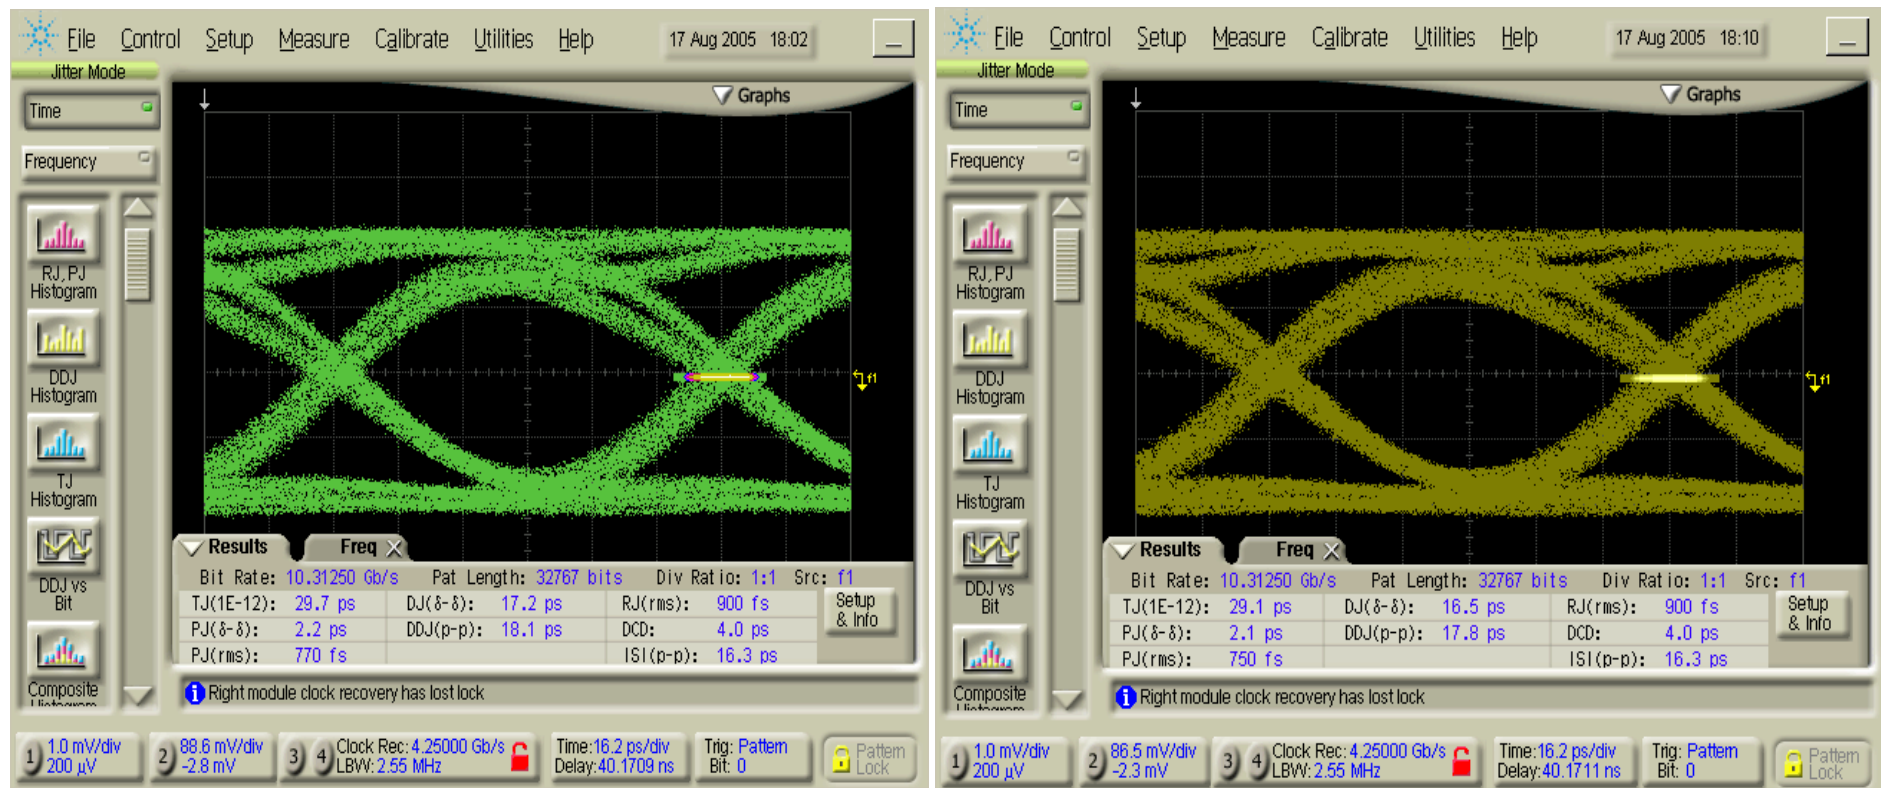 File Control Setup Measure Calibrate Utilities Help 17 Aug 2005 18:02
Jitter Mode
Time
Graphs
Frequency
RJ, PJ
Histogram
DDJ
Histogram
f1
TJ
Histogram
DDJ vs
Bit
Composite
Results Freq
Bit Rate: 10.31250 Gb/s Pat Length: 32767 bits Div Ratio: 1:1 Src: f1
TJ(1E-12): 29.7 ps DJ(δ-δ): 17.2 ps RJ(rms): 900 fs
PJ(δ-δ): 2.2 ps DDJ(p-p): 18.1 ps DCD: 4.0 ps
PJ(rms): 770 fs ISI(p-p): 16.3 ps
Setup
& Info
Right module clock recovery has lost lock
1 1.0 mV/div
200 μV
2 88.6 mV/div
-2.8 mV
3 4 Clock Rec: 4.25000 Gb/s
LBW: 2.55 MHz
Time:16.2 ps/div
Delay:40.1709 ns
Trig: Pattern
Bit: 0
Pattern
Lock
File Control Setup Measure Calibrate Utilities Help 17 Aug 2005 18:10
Jitter Mode
Time
Graphs
Frequency
RJ, PJ
Histogram
DDJ
Histogram
f1
TJ
Histogram
DDJ vs
Bit
Composite
Results Freq
Bit Rate: 10.31250 Gb/s Pat Length: 32767 bits Div Ratio: 1:1 Src: f1
TJ(1E-12): 29.1 ps DJ(δ-δ): 16.5 ps RJ(rms): 900 fs
PJ(δ-δ): 2.1 ps DDJ(p-p): 17.8 ps DCD: 4.0 ps
PJ(rms): 750 fs ISI(p-p): 16.3 ps
Setup
& Info
Right module clock recovery has lost lock
1 1.0 mV/div
200 μV
2 86.5 mV/div
-2.3 mV
3 4 Clock Rec: 4.25000 Gb/s
LBW: 2.55 MHz
Time:16.2 ps/div
Delay:40.1711 ns
Trig: Pattern
Bit: 0
Pattern
Lock